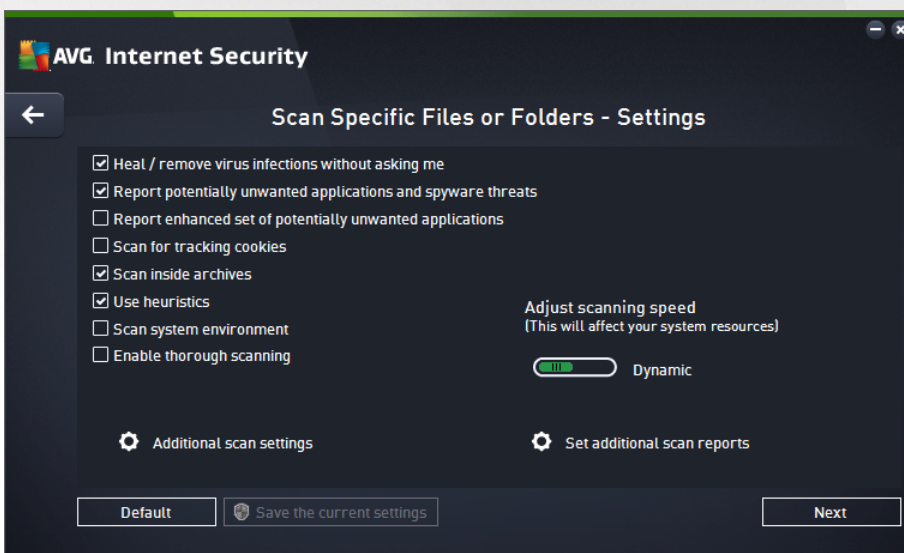 AVG. Internet Security
Scan Specific Files or Folders - Settings
Heal / remove virus infections without asking me
Report potentially unwanted applications and spyware threats
Report enhanced set of potentially unwanted applications
Scan for tracking cookies
Scan inside archives
Use heuristics
Scan system environment
Enable thorough scanning
Adjust scanning speed
(This will affect your system resources)
Dynamic
Additional scan settings
Set additional scan reports
Default
Save the current settings
Next